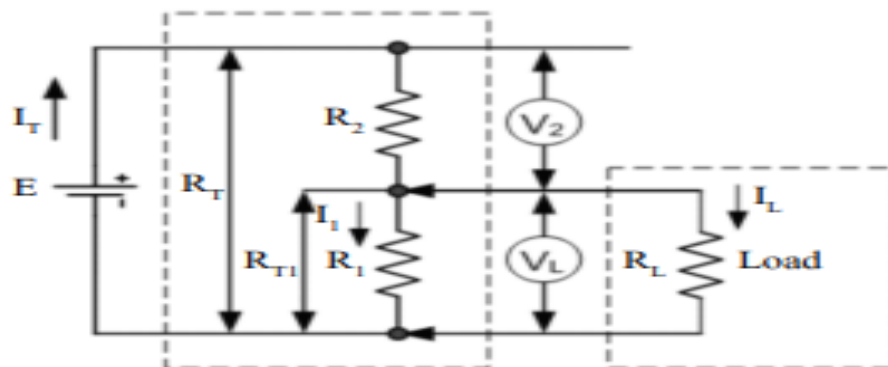 I_T
E
+
-
R_T
R_2
V_2
I_1
R_T1
R_1
V_L
R_L
I_L
Load